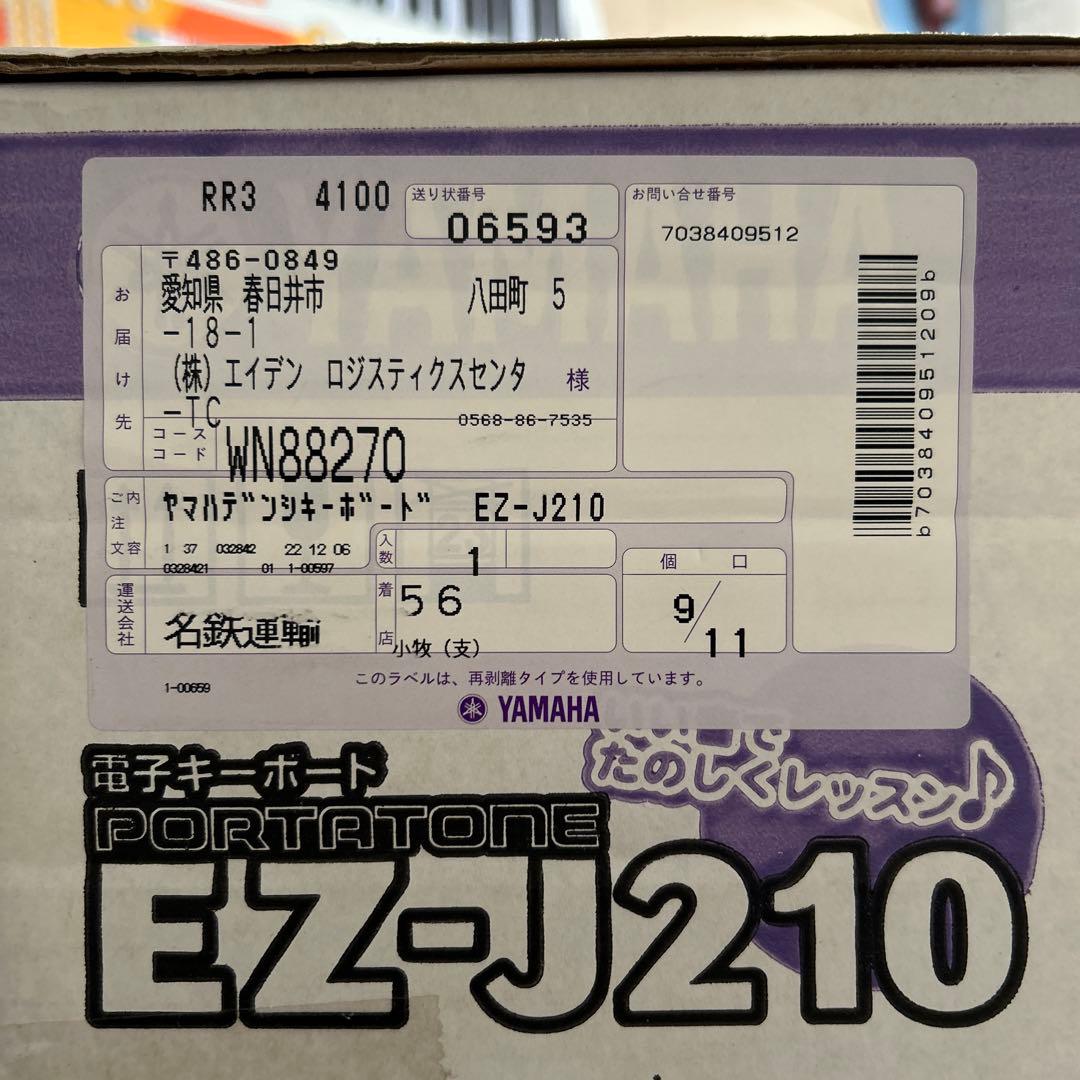 RR3 4100
送り状番号
06593
お問い合せ番号
7038409512
お届け先
〒486-0849
愛知県 春日井市 八田町 5
-18-1
(株)エイデン ロジスティクスセンタ 様
-TC
0568-86-7535
コースコード
WN88270
b703840951209b
ご注文内容
ヤマハデンシキーボード EZ-J210
1 37 032842 22 12 06
0328421 01 1-00597
入数
1
個口
9/11
運送会社
名鉄運輸
着店
56
小牧(支)
1-00659
このラベルは、再剥離タイプを使用しています。
YAMAHA
たのしくレッスン♪
電子キーボード
PORTATONE
EZ-J210